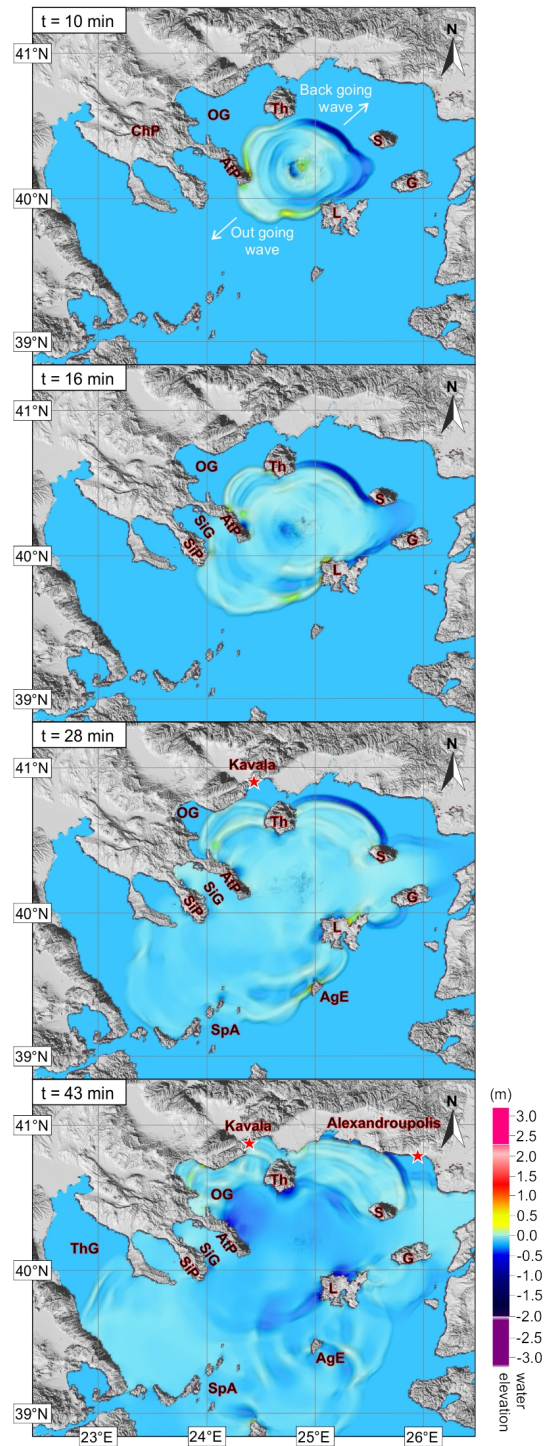 t = 10 min
N
41°N
Back going
wave
OG
Th
ChP
S
AtP
G
40°N
L
Out going
wave
39°N
t = 16 min
N
41°N
OG
Th
S
SiG
AtP
SiP
G
40°N
L
39°N
t = 28 min
N
Kavala
41°N
OG
Th
S
AtP
SiG
SiP
G
40°N
L
AgE
SpA
39°N
t = 43 min
N
Kavala
Alexandroupolis
41°N
Th
OG
S
AtP
SiG
SiP
ThG
G
40°N
L
AgE
SpA
39°N
23°E 24°E 25°E 26°E
(m)
3.0
2.0
1.5
1.0
0.5
0.2
0.0
-0.5
-1.0
-1.5
-2.0
-2.5
-3.0
water
elevation